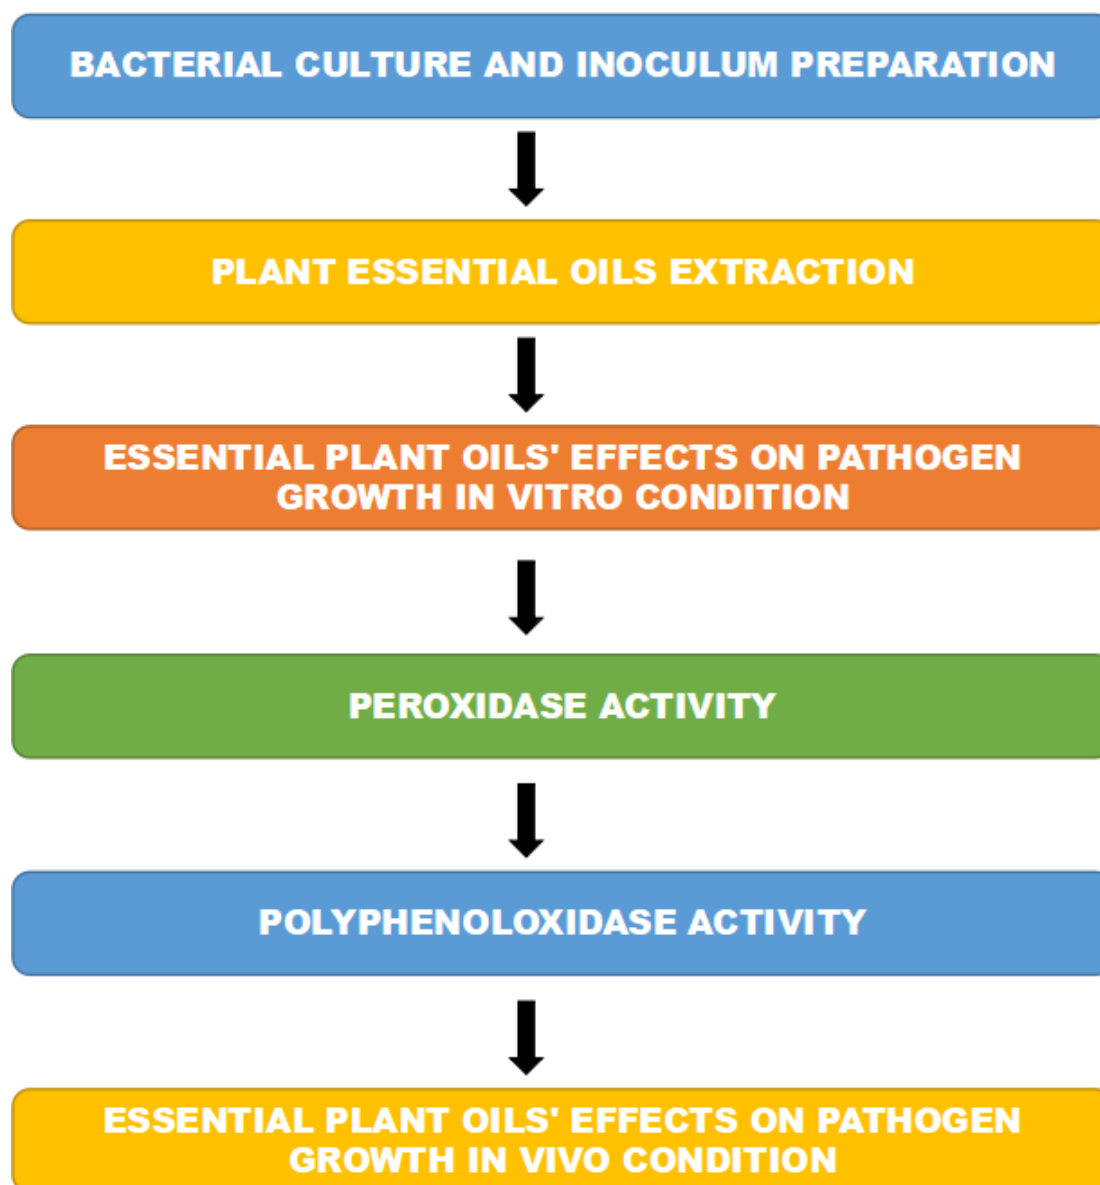 BACTERIAL CULTURE AND INOCULUM PREPARATION
PLANT ESSENTIAL OILS EXTRACTION
ESSENTIAL PLANT OILS' EFFECTS ON PATHOGEN
GROWTH IN VITRO CONDITION
PEROXIDASE ACTIVITY
POLYPHENOLOXIDASE ACTIVITY
ESSENTIAL PLANT OILS' EFFECTS ON PATHOGEN
GROWTH IN VIVO CONDITION